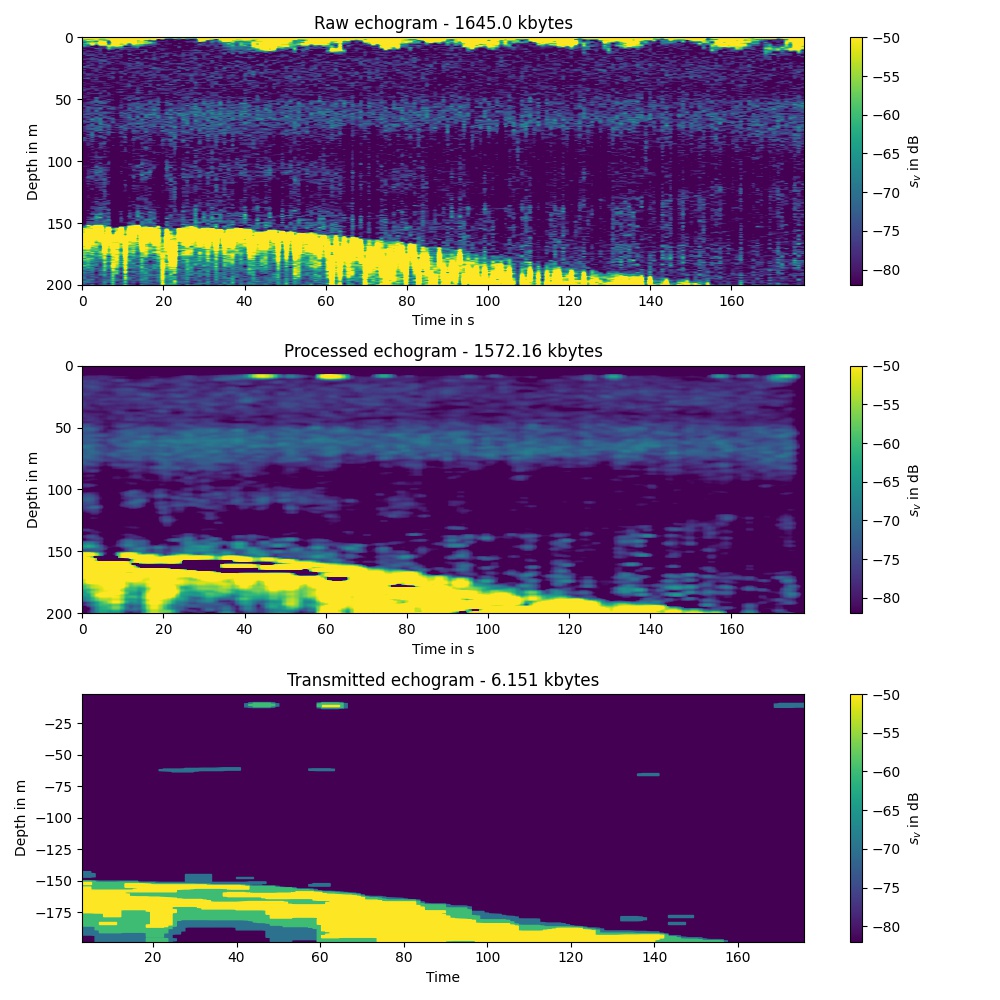 Raw echogram - 1645.0 kbytes
0
50
100
150
200
Depth in m
0 20 40 60 80 100 120 140 160
Time in s
−50
−55
−60
−65
−70
−75
−80
sv in dB
Processed echogram - 1572.16 kbytes
0
50
100
150
200
Depth in m
0 20 40 60 80 100 120 140 160
Time in s
−50
−55
−60
−65
−70
−75
−80
sv in dB
Transmitted echogram - 6.151 kbytes
−25
−50
−75
−100
−125
−150
−175
Depth in m
20 40 60 80 100 120 140 160
Time
−50
−55
−60
−65
−70
−75
−80
sv in dB